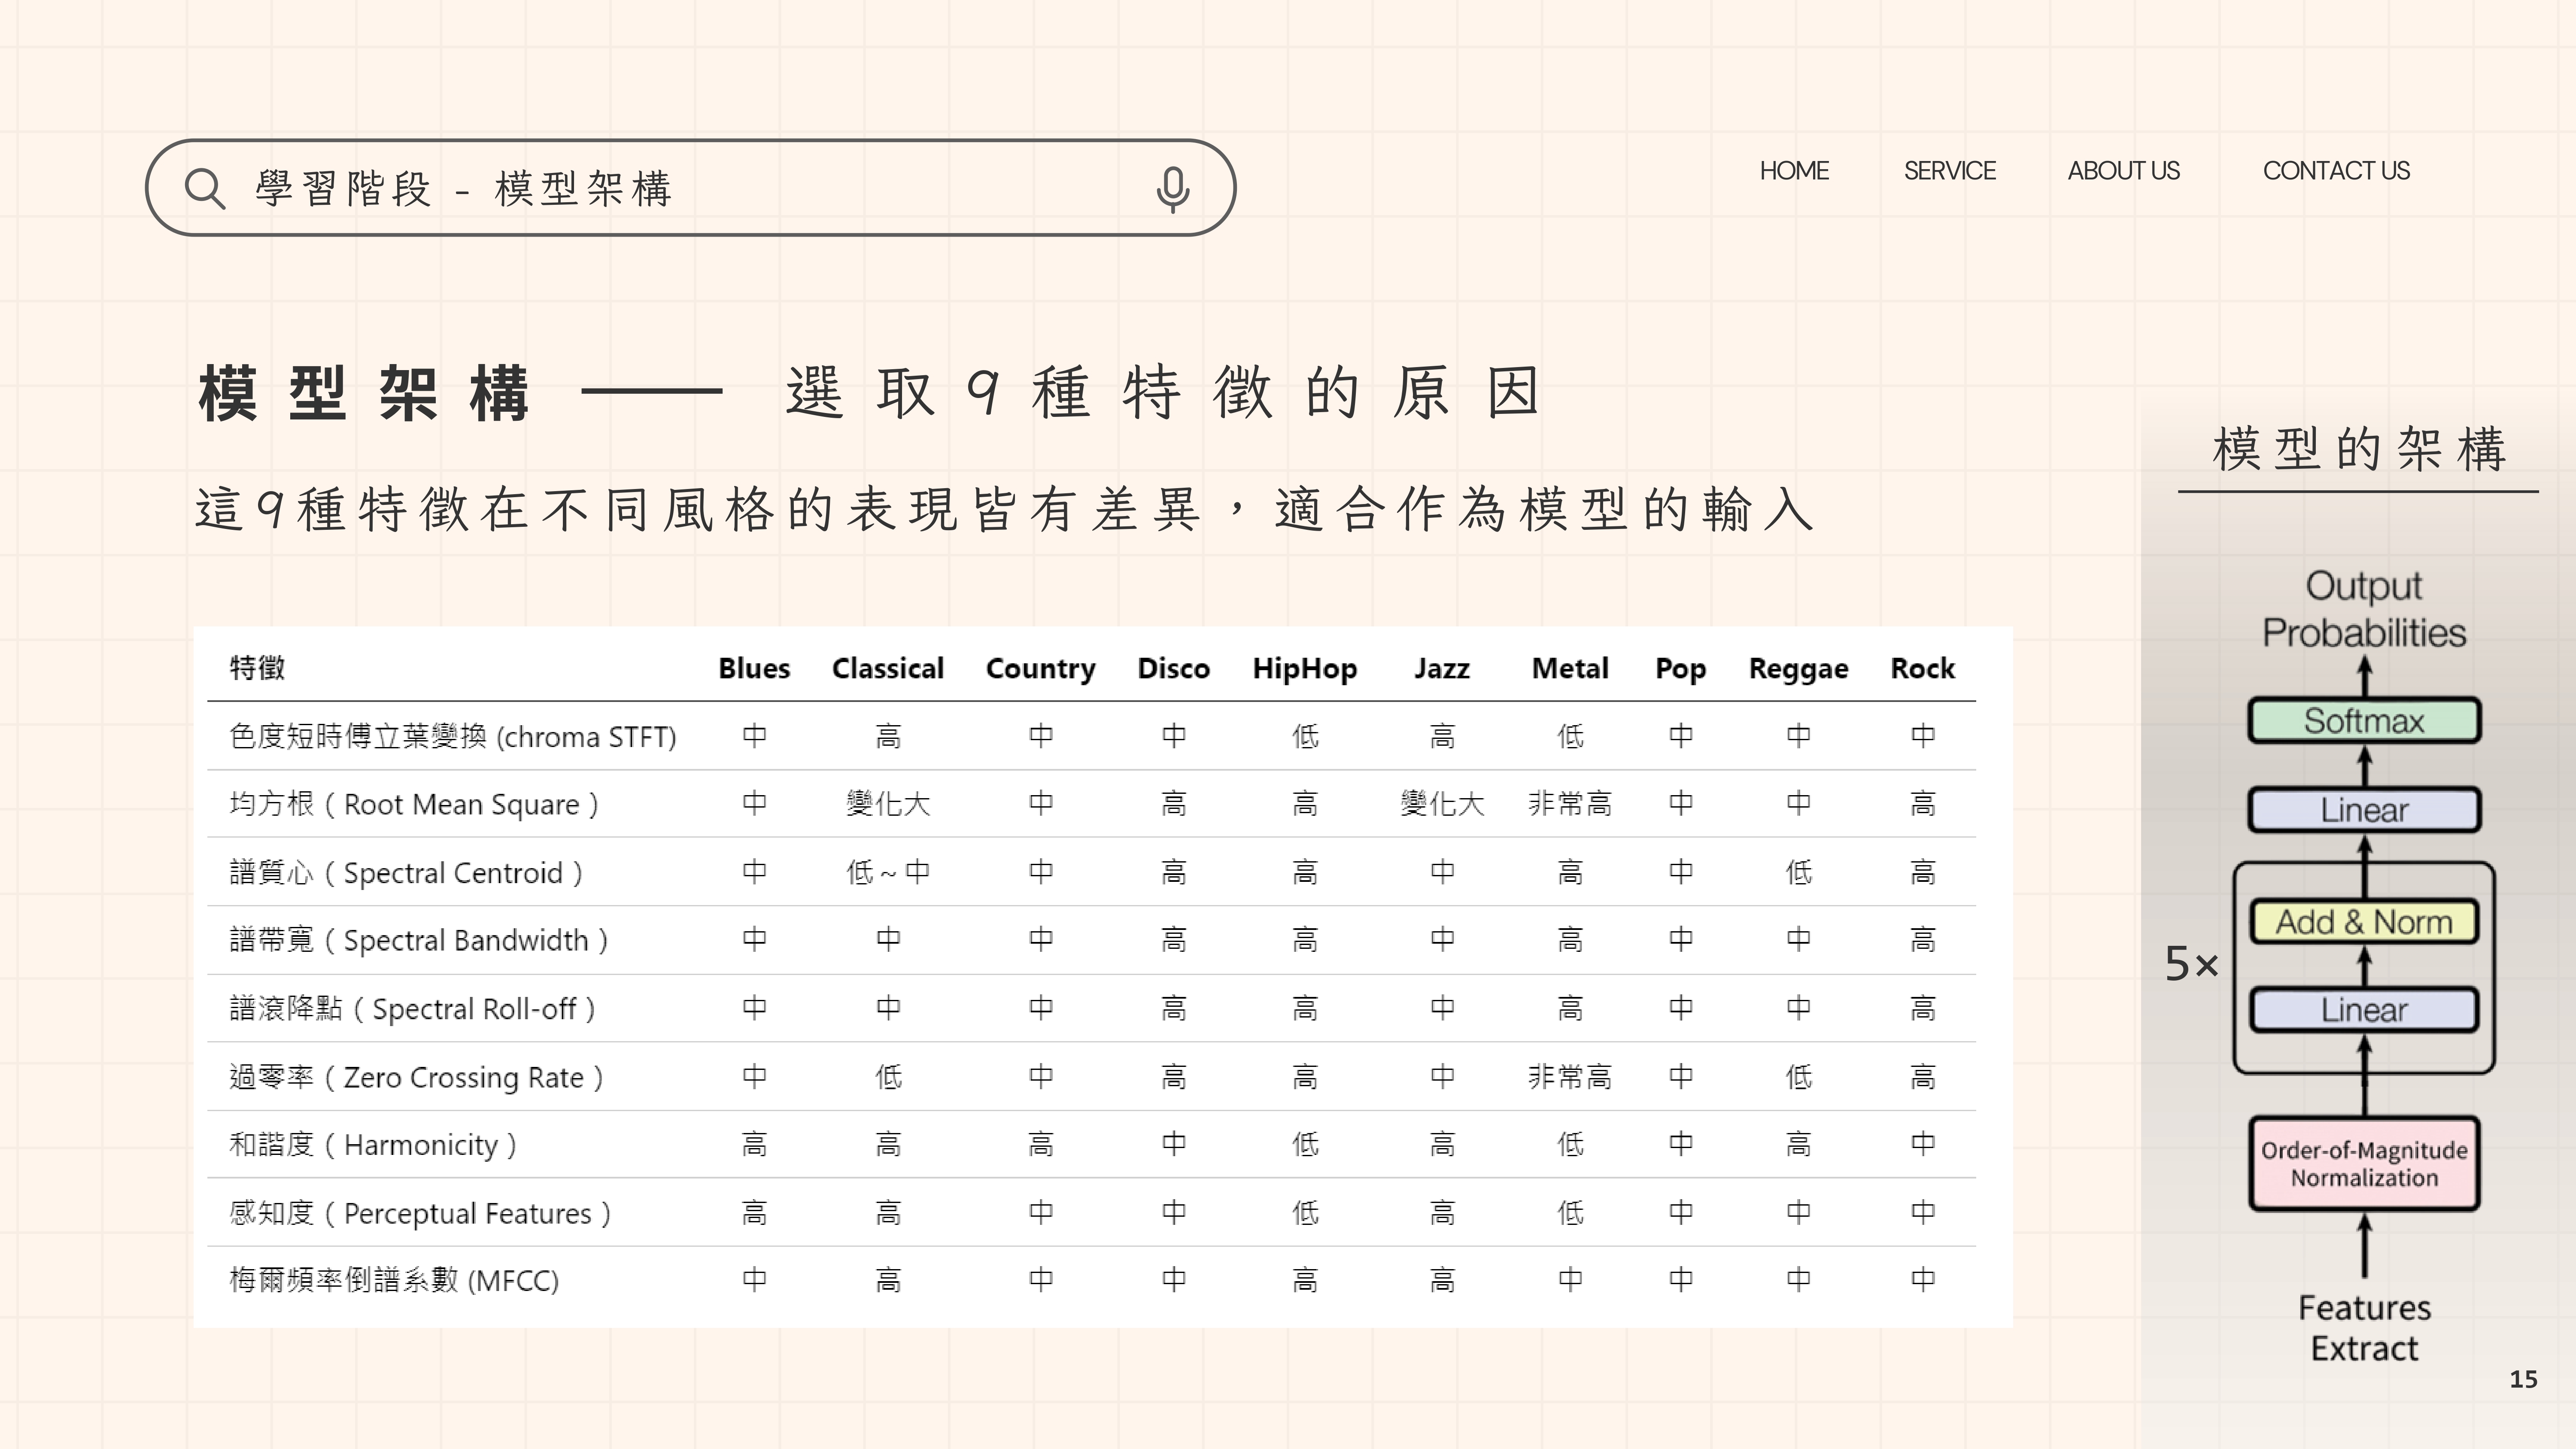 學習階段 - 模型架構
HOME SERVICE ABOUT US CONTACT US
模型架構 —— 選取9種特徵的原因
這9種特徵在不同風格的表現皆有差異，適合作為模型的輸入
特徵 Blues Classical Country Disco HipHop Jazz Metal Pop Reggae Rock
色度短時傅立葉變換 (chroma STFT) 中 高 中 中 低 高 低 中 中 中
均方根 ( Root Mean Square ) 中 變化大 中 高 高 變化大 非常高 中 中 高
譜質心 ( Spectral Centroid ) 中 低 ~ 中 中 高 高 中 高 中 低 高
譜帶寬 ( Spectral Bandwidth ) 中 中 中 高 高 中 高 中 中 高
譜滾降點 ( Spectral Roll-off ) 中 中 中 高 高 中 高 中 中 高
過零率 ( Zero Crossing Rate ) 中 低 中 高 高 中 非常高 中 低 高
和諧度 ( Harmonicity ) 高 高 高 中 低 高 低 中 高 中
感知度 ( Perceptual Features ) 高 高 中 中 低 高 低 中 中 中
梅爾頻率倒譜系數 (MFCC) 中 高 中 中 高 高 中 中 中 中
模型的架構
Output
Probabilities
Softmax
Linear
Add & Norm
5×
Linear
Order-of-Magnitude
Normalization
Features
Extract
15